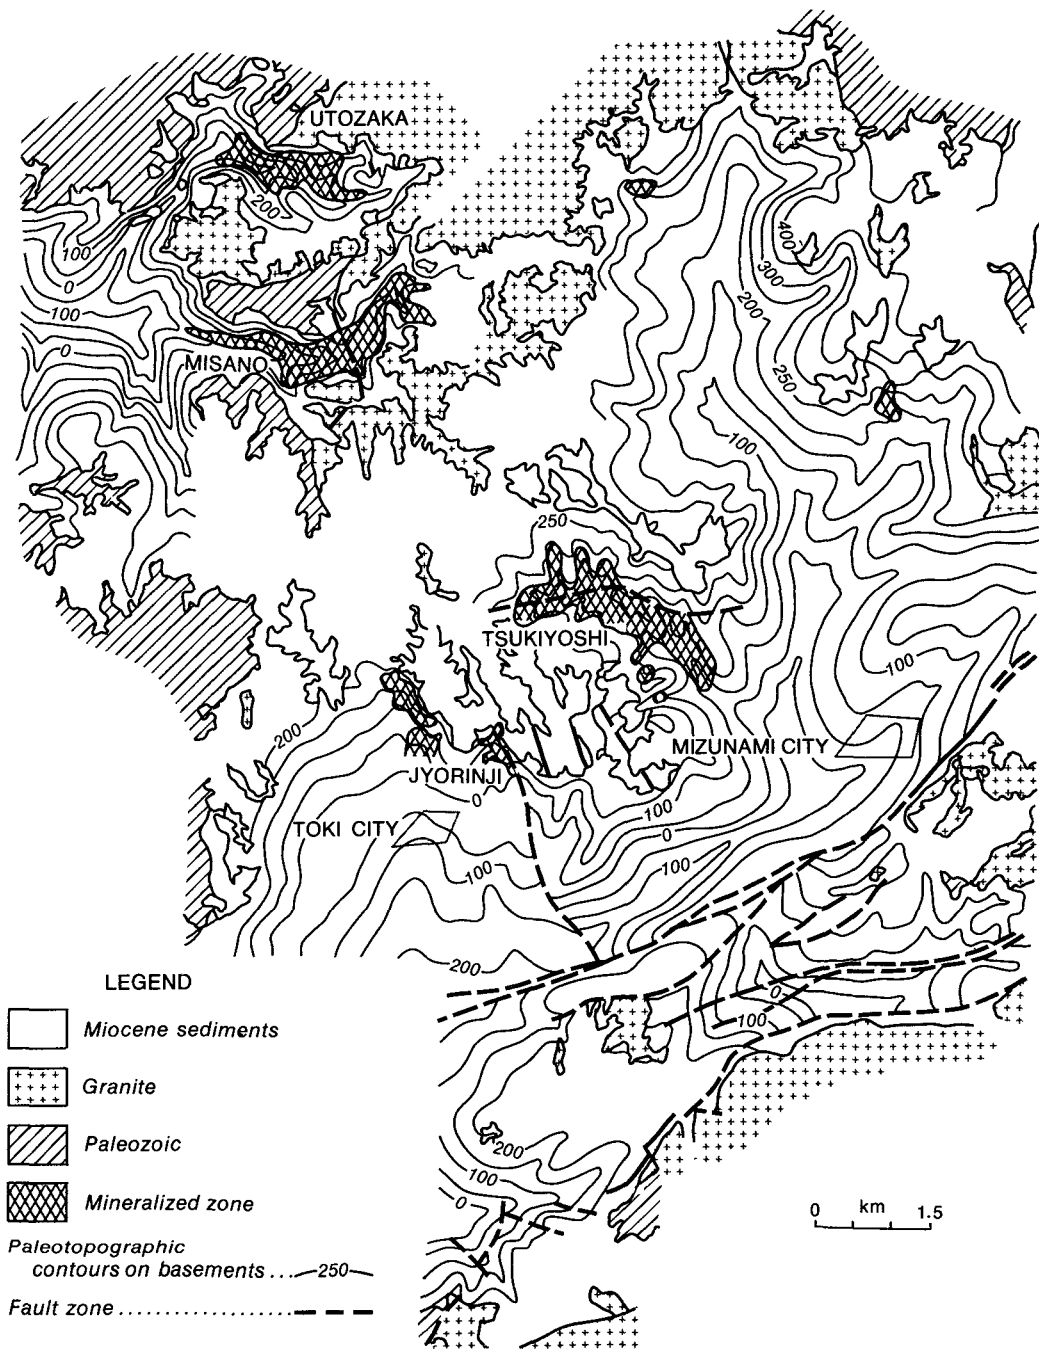 UTOZAKA
200
100
0
100
0
MISANO
400
300
200
250
100
250
TSUKIYOSHI
100
200
MIZUNAMI CITY
JYORINJI
0
100
TOKI CITY
0
100
100
200
0
100
200
100
0
LEGEND
Miocene sediments
Granite
Paleozoic
Mineralized zone
Paleotopographic
contours on basements...250
Fault zone
0 km 1.5